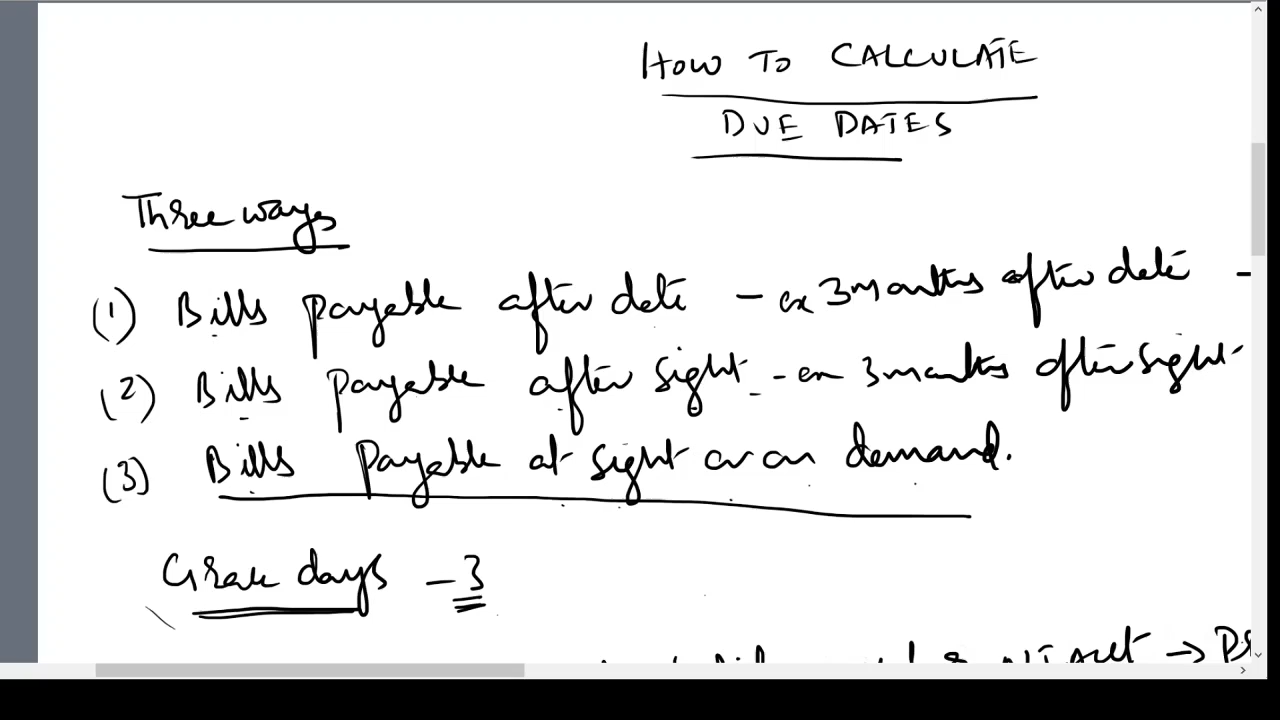 HOW TO CALCULATE
DUE DATES
Three ways
(1) Bills payable after date - ex 3 months after date -
(2) Bills payable after sight - ex 3 months after sight -
(3) Bills payable at sight or on demand.
Grace days - 3